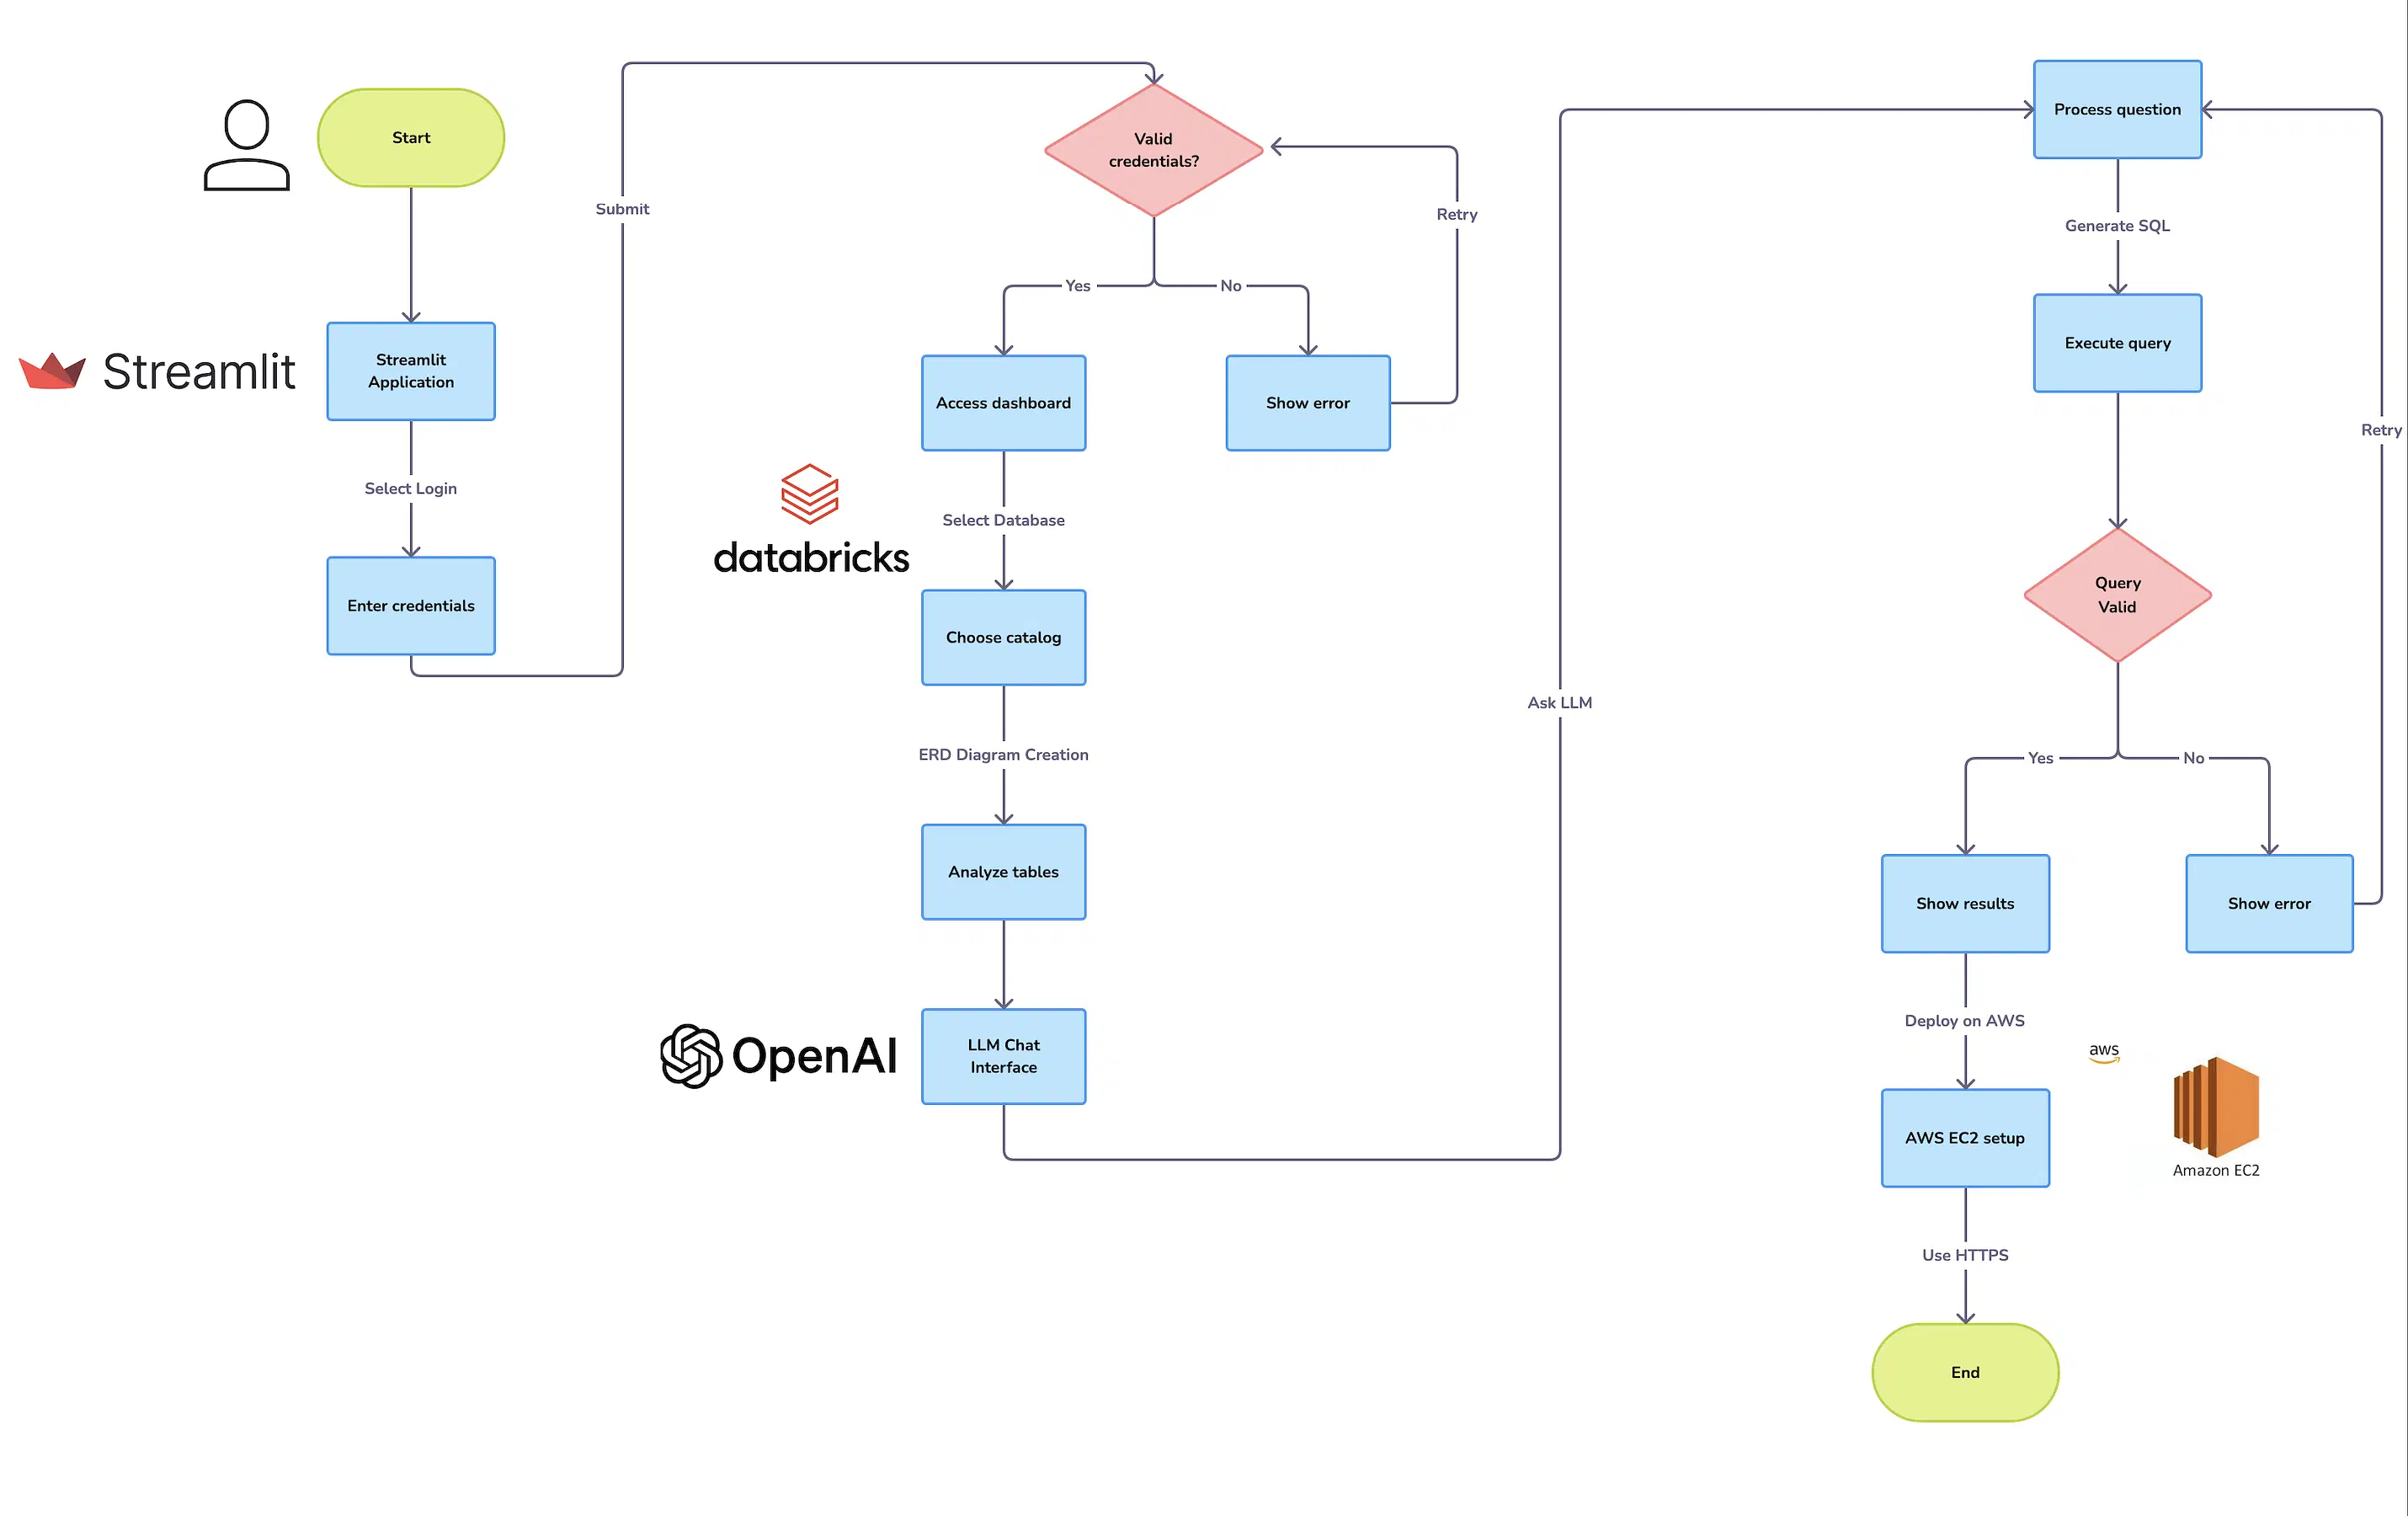 Start
Streamlit
Streamlit
Application
Select Login
Enter credentials
Submit
Valid
credentials?
Retry
Yes
No
Access dashboard
Show error
Select Database
databricks
Choose catalog
ERD Diagram Creation
Analyze tables
OpenAI
LLM Chat
Interface
Ask LLM
Process question
Generate SQL
Execute query
Retry
Query
Valid
Yes
No
Show results
Show error
Deploy on AWS
aws
AWS EC2 setup
Amazon EC2
Use HTTPS
End